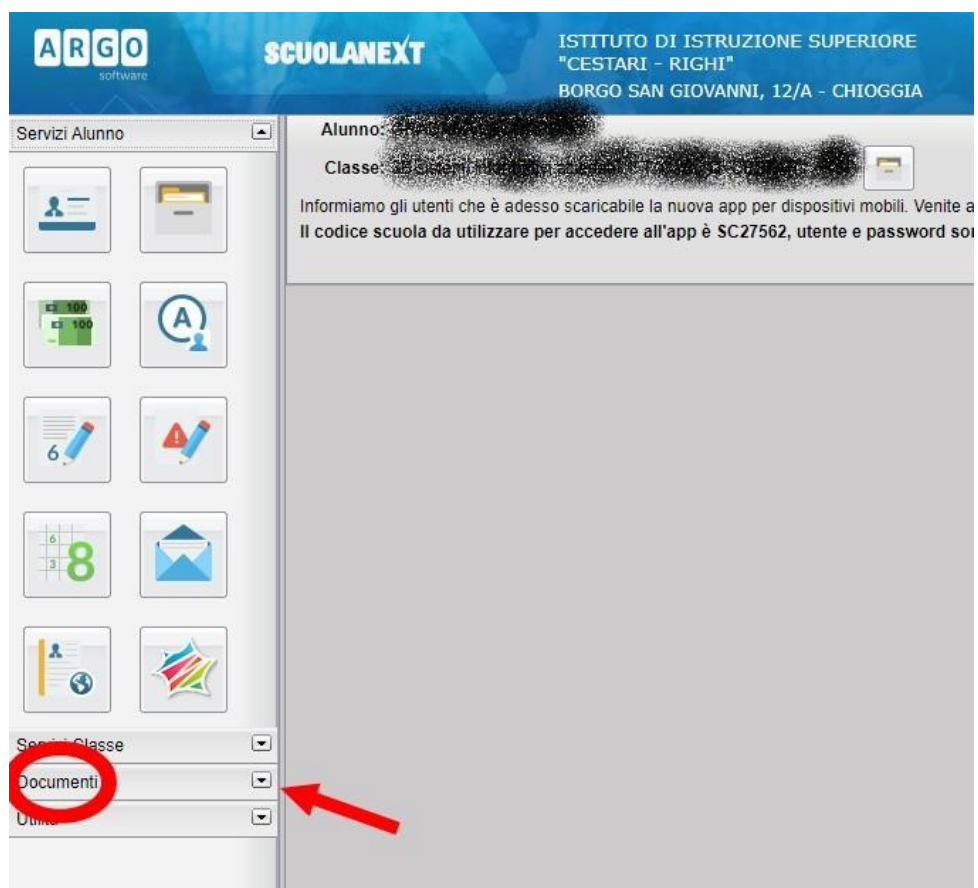 ARGO
software
SCUOLANEXT
ISTITUTO DI ISTRUZIONE SUPERIORE
"CESTARI - RIGHI"
BORGO SAN GIOVANNI, 12/A - CHIOGGIA
Servizi Alunno
Alunno:
Classe:
Informiamo gli utenti che è adesso scaricabile la nuova app per dispositivi mobili. Venite a
Il codice scuola da utilizzare per accedere all'app è SC27562, utente e password
100
100
A
6
6
3
8
Servizi Classe
Documenti
Utilità